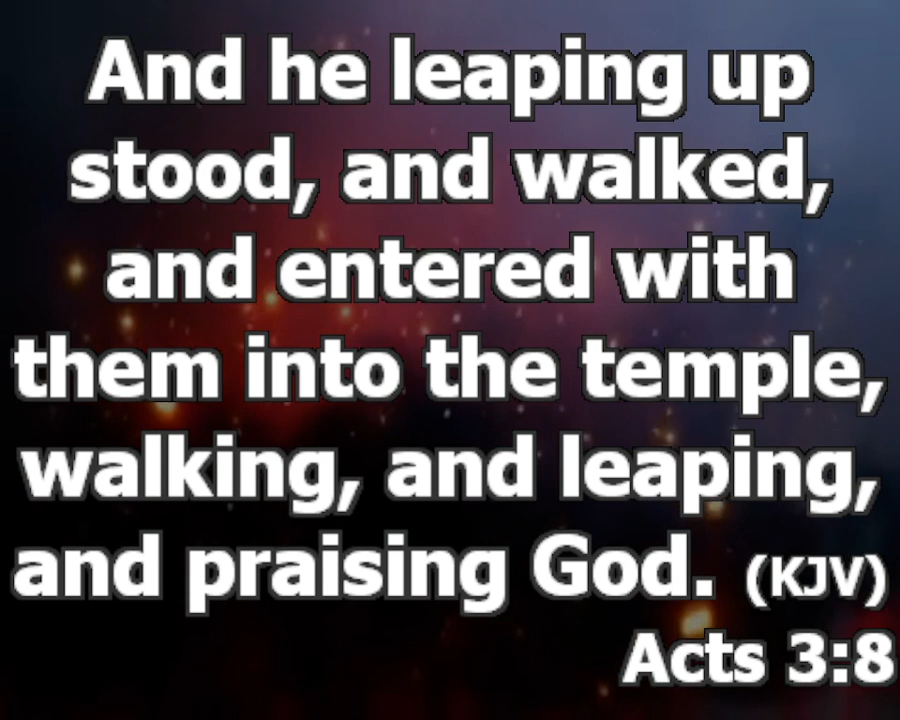 And he leaping up
stood, and walked,
and entered with
them into the temple,
walking, and leaping,
and praising God. (KJV)
Acts 3:8